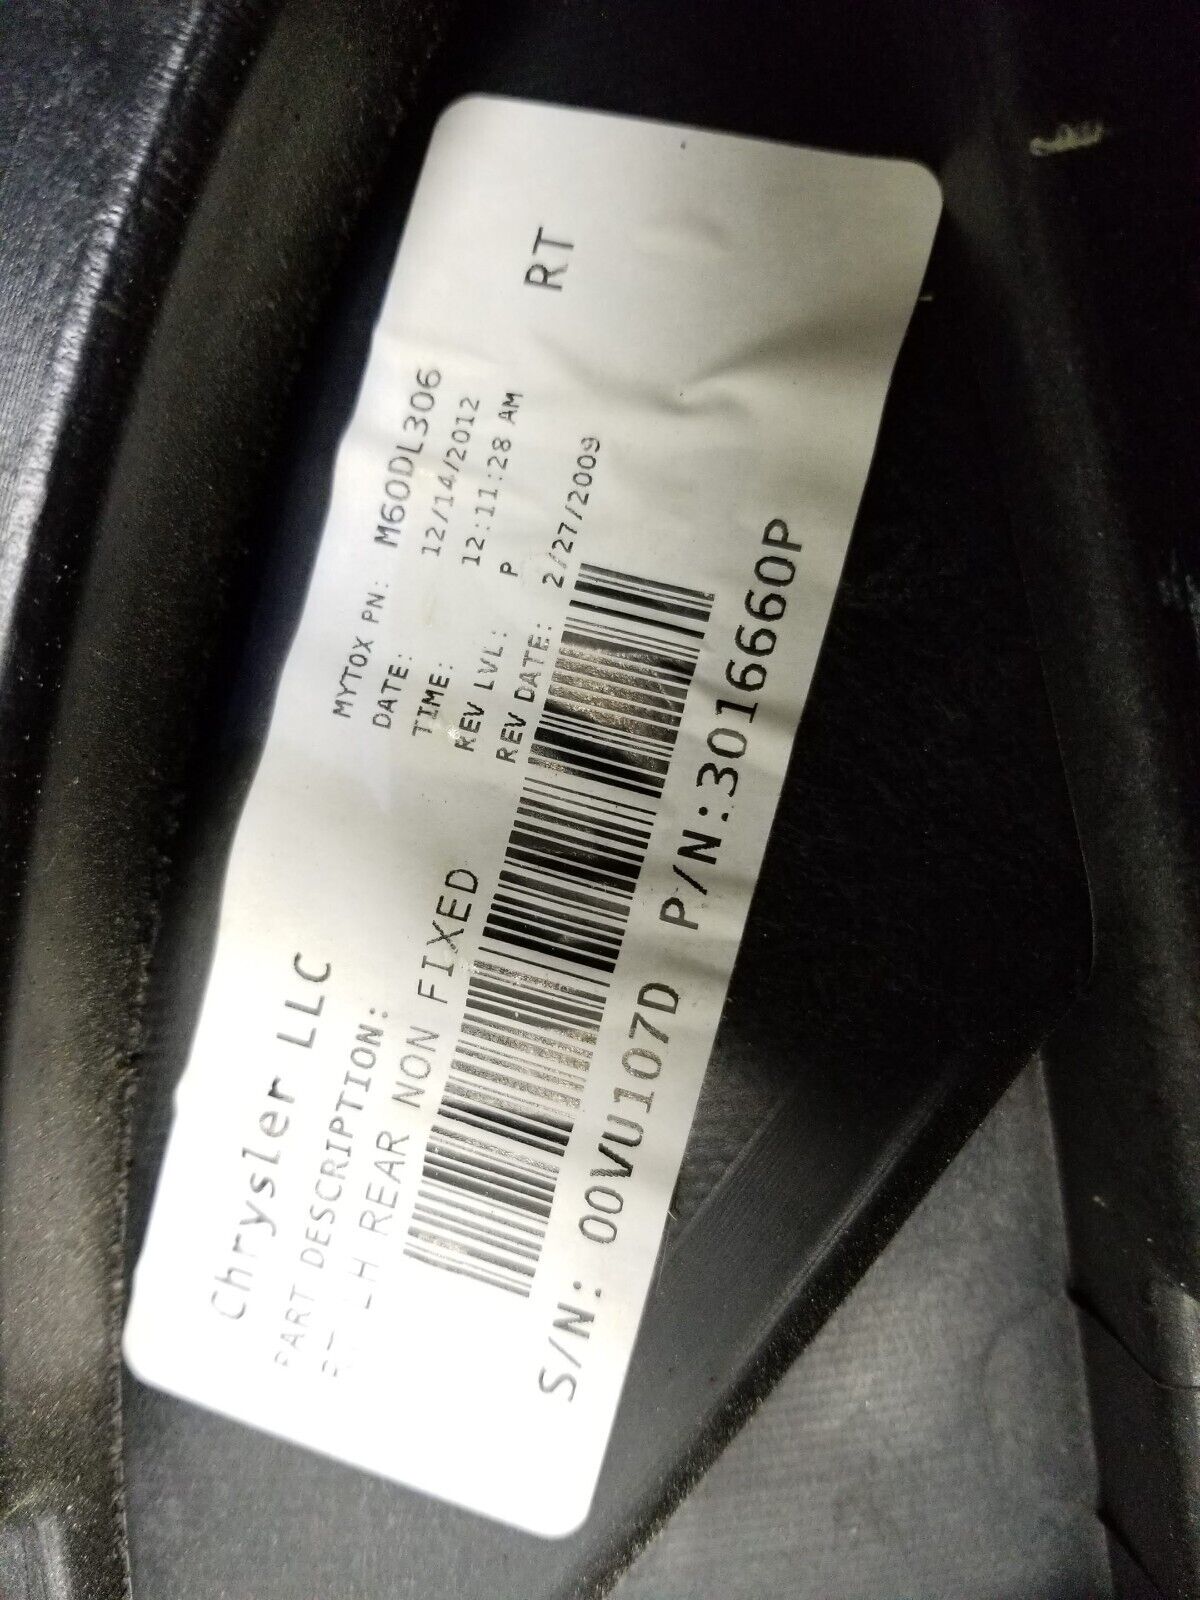 Chrysler LLC
PART DESCRIPTION:
LH REAR NON FIXED
MYTOX PN: M60DL306
DATE: 12/14/2012
TIME: 12:11:28 AM
REV LVL: P
REV DATE: 2/27/2009
RT
S/N: 00VU107D P/N:3016660P